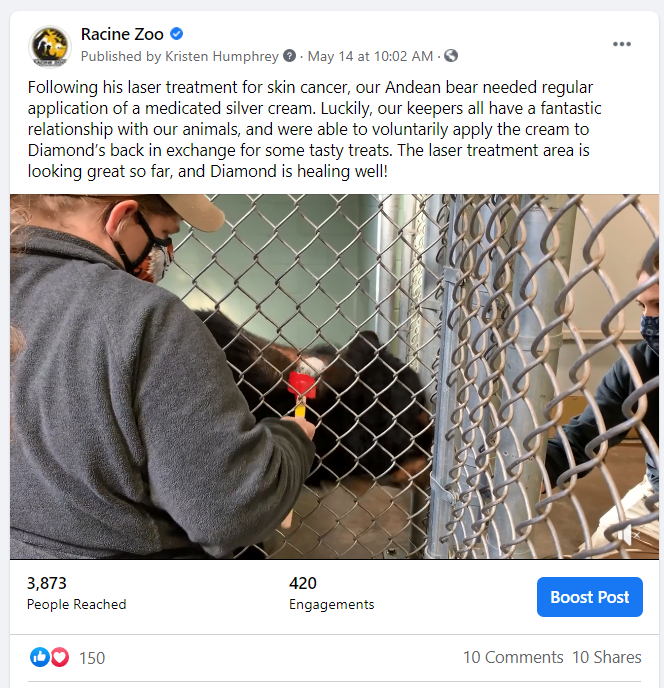 Racine Zoo
Published by Kristen Humphrey · May 14 at 10:02 AM ·
Following his laser treatment for skin cancer, our Andean bear needed regular
application of a medicated silver cream. Luckily, our keepers all have a fantastic
relationship with our animals, and were able to voluntarily apply the cream to
Diamond’s back in exchange for some tasty treats. The laser treatment area is
looking great so far, and Diamond is healing well!
3,873
People Reached
420
Engagements
Boost Post
150
10 Comments 10 Shares